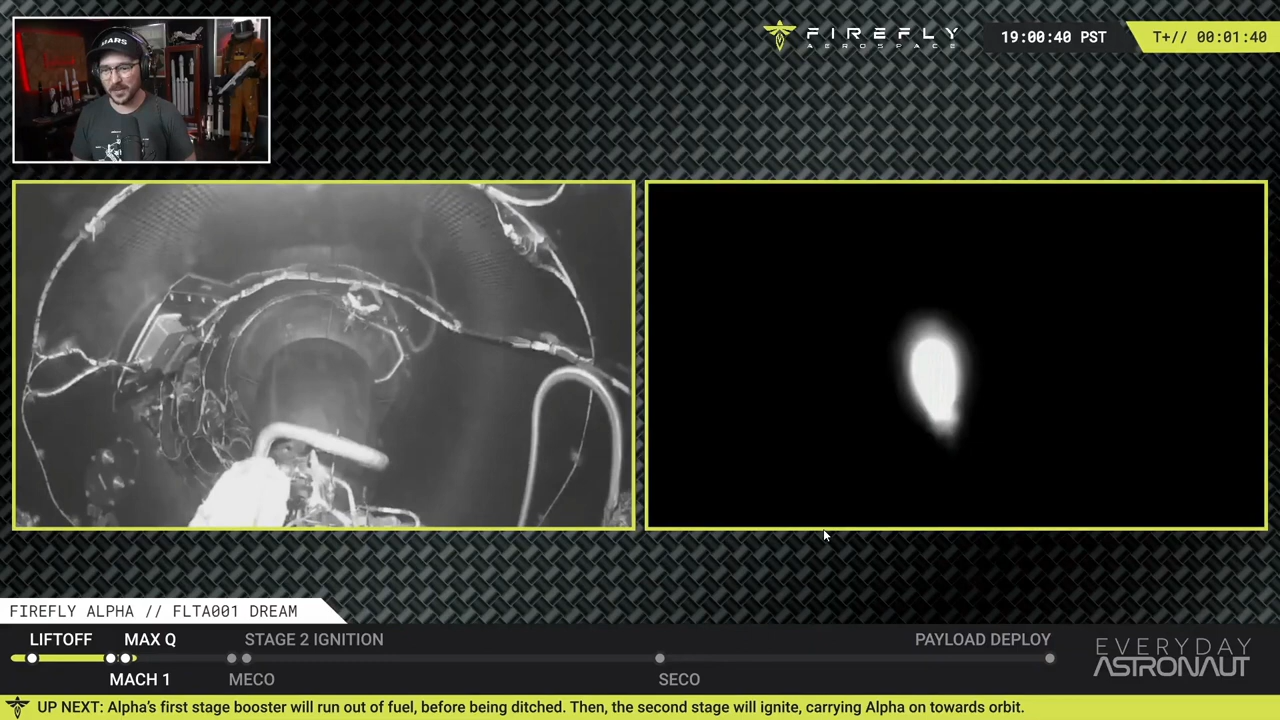 MARS
FIREFLY
AEROSPACE
19:00:40 PST
T+// 00:01:40
FIREFLY ALPHA // FLTA001 DREAM
LIFTOFF
MAX Q
STAGE 2 IGNITION
PAYLOAD DEPLOY
MACH 1
MECO
SECO
EVERYDAY
ASTRONAUT
UP NEXT: Alpha's first stage booster will run out of fuel, before being ditched. Then, the second stage will ignite, carrying Alpha on towards orbit.